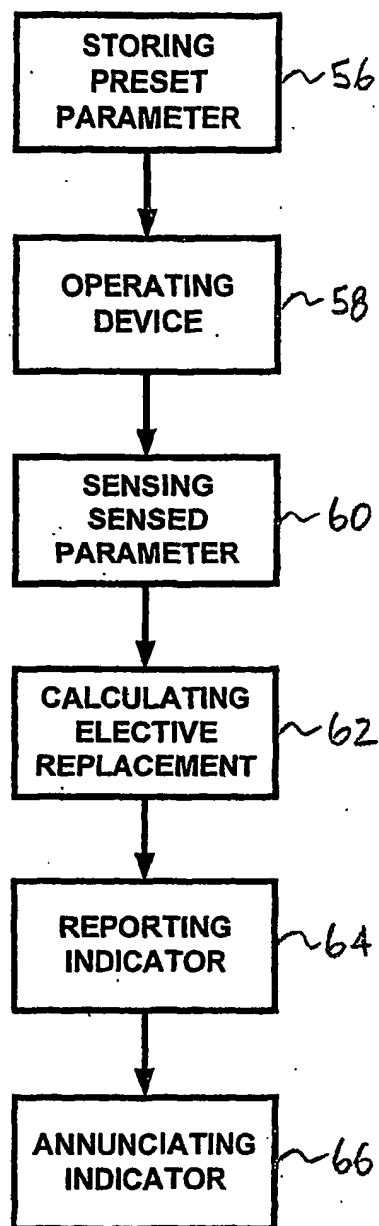 STORING
PRESET
PARAMETER
56
OPERATING
DEVICE
58
SENSING
SENSED
PARAMETER
60
CALCULATING
ELECTIVE
REPLACEMENT
62
REPORTING
INDICATOR
64
ANNUNCIATING
INDICATOR
66